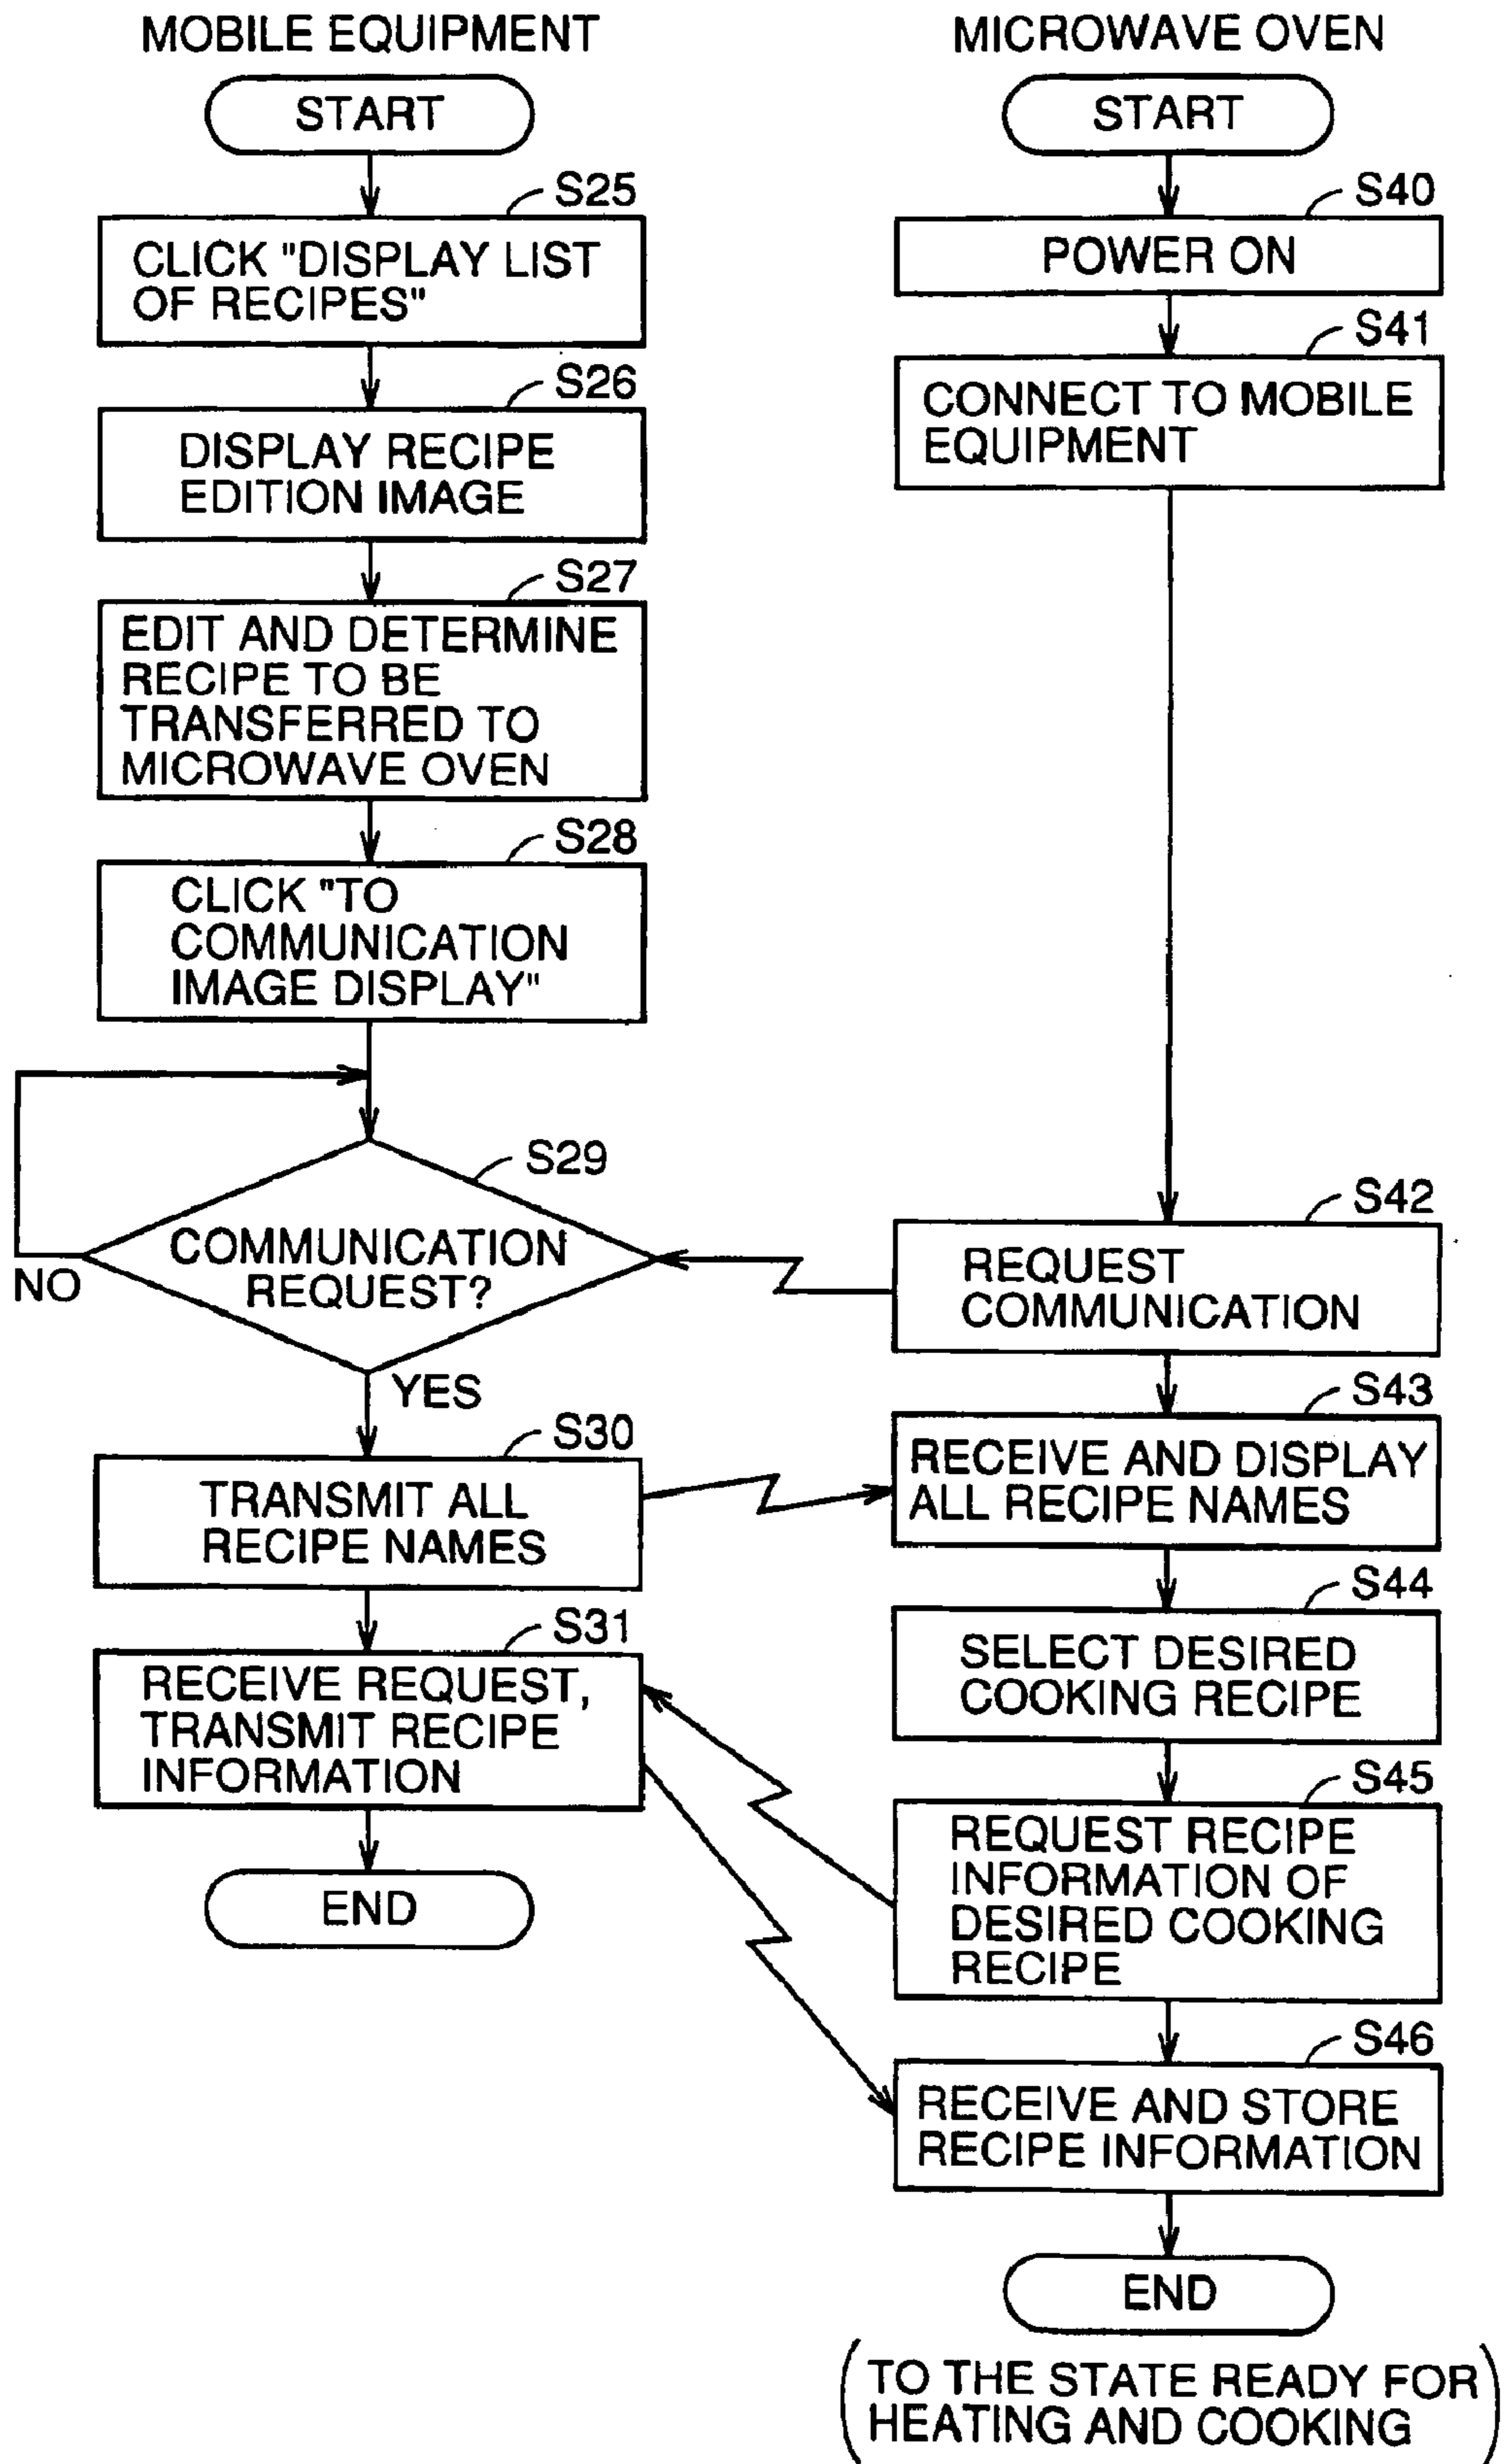 MOBILE EQUIPMENT
START
S25
CLICK "DISPLAY LIST
OF RECIPES"
S26
DISPLAY RECIPE
EDITION IMAGE
S27
EDIT AND DETERMINE
RECIPE TO BE
TRANSFERRED TO
MICROWAVE OVEN
S28
CLICK "TO
COMMUNICATION
IMAGE DISPLAY"
S29
COMMUNICATION
REQUEST?
NO
YES
S30
TRANSMIT ALL
RECIPE NAMES
S31
RECEIVE REQUEST,
TRANSMIT RECIPE
INFORMATION
END
MICROWAVE OVEN
START
S40
POWER ON
S41
CONNECT TO MOBILE
EQUIPMENT
S42
REQUEST
COMMUNICATION
S43
RECEIVE AND DISPLAY
ALL RECIPE NAMES
S44
SELECT DESIRED
COOKING RECIPE
S45
REQUEST RECIPE
INFORMATION OF
DESIRED COOKING
RECIPE
S46
RECEIVE AND STORE
RECIPE INFORMATION
END
(TO THE STATE READY FOR
HEATING AND COOKING)